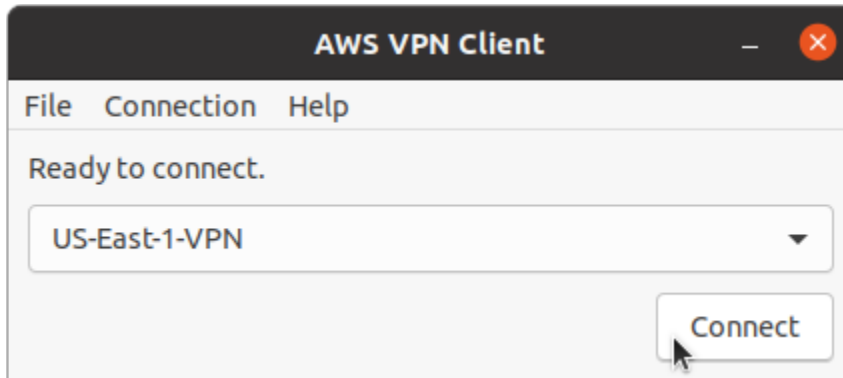 AWS VPN Client
File Connection Help
Ready to connect.
US-East-1-VPN
Connect